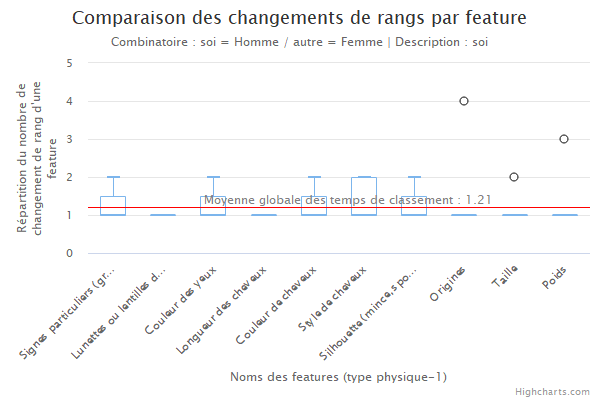 Comparaison des changements de rangs par feature
Combinatoire : soi = Homme / autre = Femme | Description : soi
Répartition du nombre de
changement de rang d'une
feature
5
4
3
2
1
0
Moyenne globale des temps de classement : 1.21
Signes particuliers (gr...
Lunettes ou lentilles d...
Couleur des yeux
Longueur des cheveux
Couleur de cheveux
Style de cheveux
Silhouette (mince,s po...
Origines
Taille
Poids
Noms des features (type physique-1)
Highcharts.com